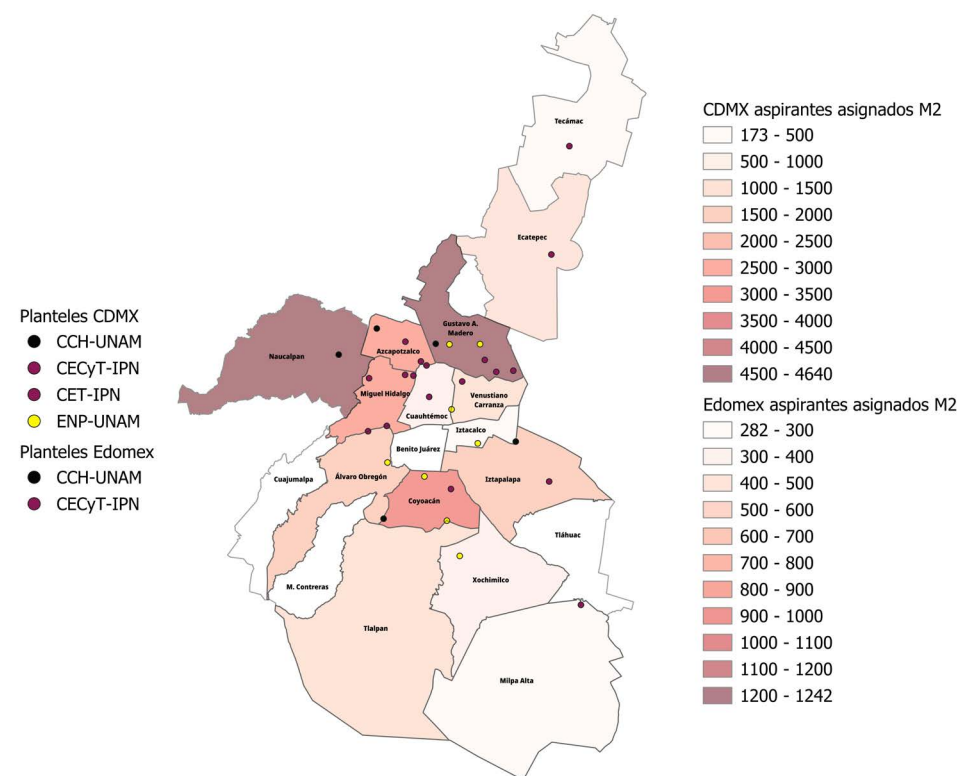 Tecámac
Ecatepec
Gustavo A.
Madero
Naucalpan
Azcapotzalco
Miguel Hidalgo
Cuauhtémoc
Venustiano
Carranza
Iztacalco
Benito Juárez
Cuajumalpa
Álvaro Obregón
Iztapalapa
Coyoacán
Tláhuac
M. Contreras
Xochimilco
Tlalpan
Milpa Alta
Planteles CDMX
CCH-UNAM
CECyT-IPN
CET-IPN
ENP-UNAM
Planteles Edomex
CCH-UNAM
CECyT-IPN
CDMX aspirantes asignados M2
173 - 500
500 - 1000
1000 - 1500
1500 - 2000
2000 - 2500
2500 - 3000
3000 - 3500
3500 - 4000
4000 - 4500
4500 - 4640
Edomex aspirantes asignados M2
282 - 300
300 - 400
400 - 500
500 - 600
600 - 700
700 - 800
800 - 900
900 - 1000
1000 - 1100
1100 - 1200
1200 - 1242